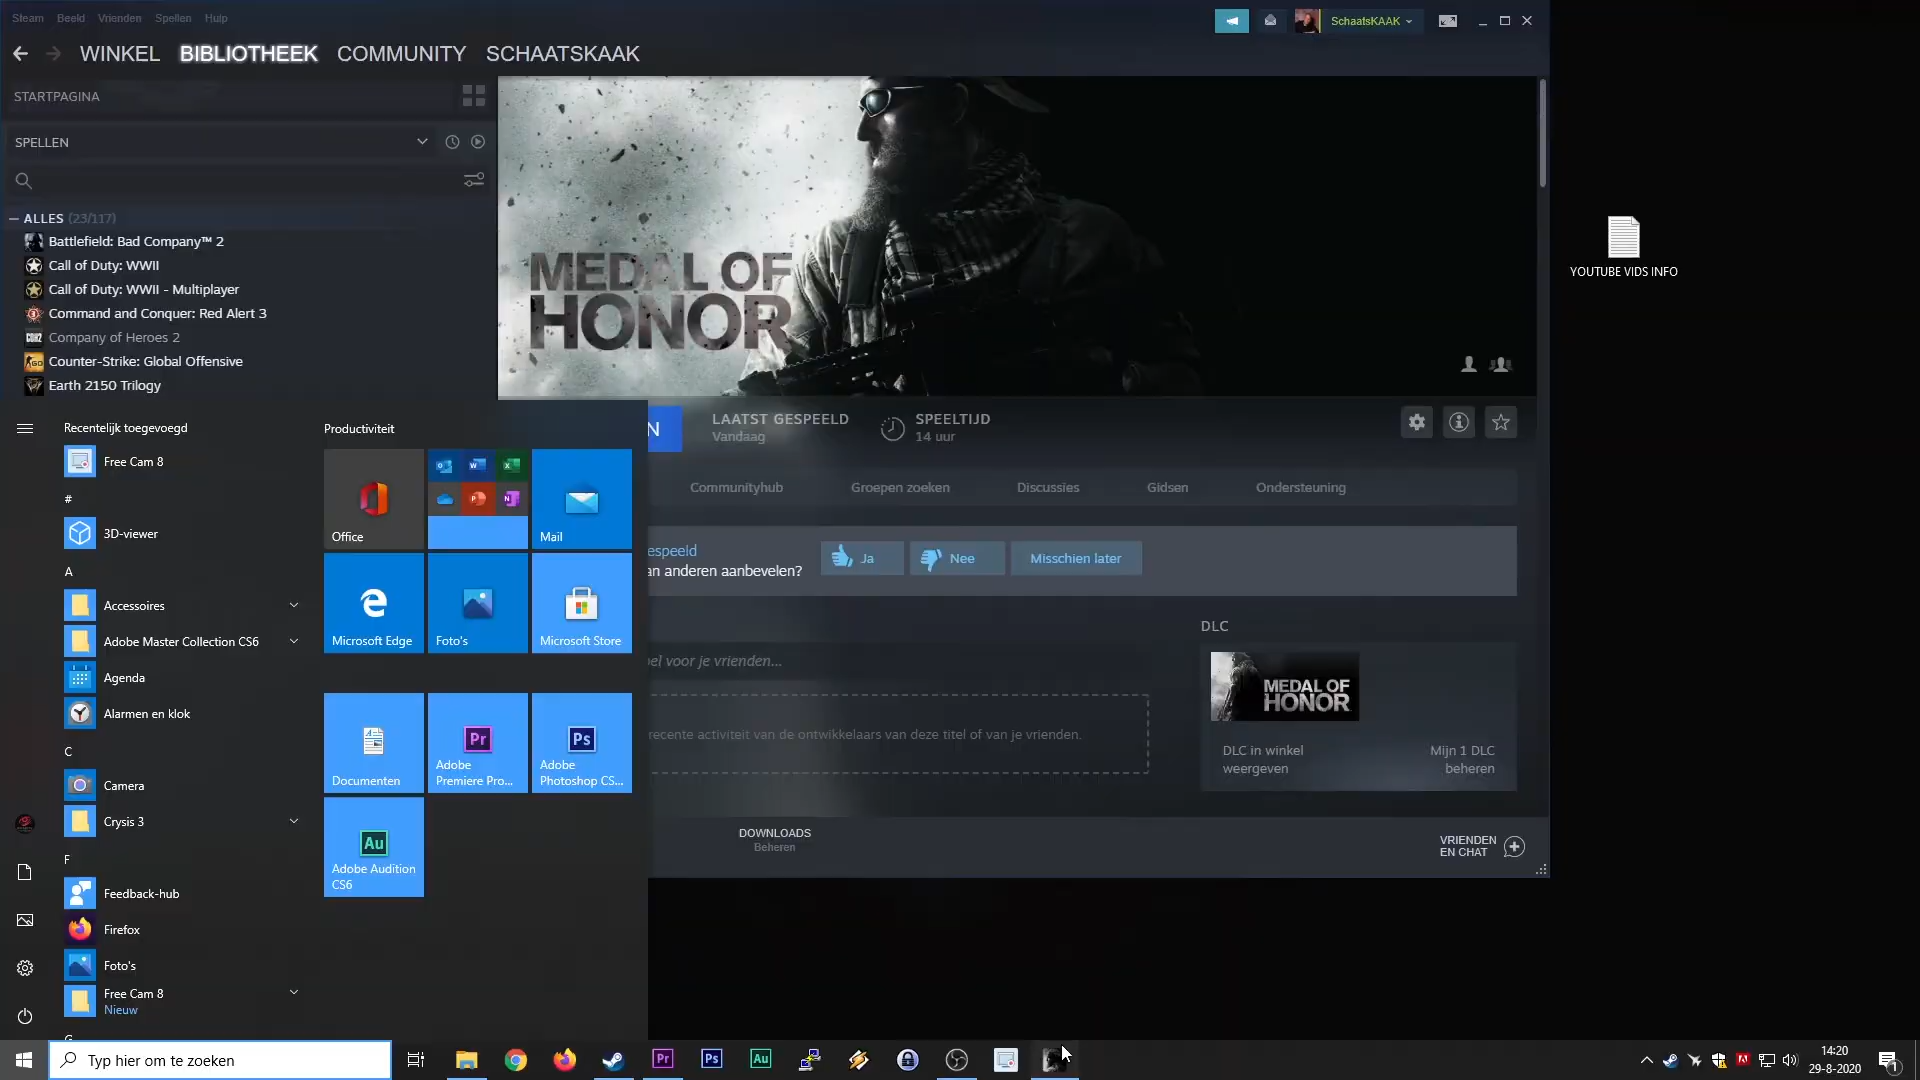 Steam Beeld Vrienden Spellen Hulp
SchaatsKAAK
WINKEL BIBLIOTHEEK COMMUNITY SCHAATSKAAK
STARTPAGINA
SPELLEN
ALLES (23/117)
Battlefield: Bad Company™ 2
Call of Duty: WWII
Call of Duty: WWII - Multiplayer
Command and Conquer: Red Alert 3
Company of Heroes 2
Counter-Strike: Global Offensive
Earth 2150 Trilogy
MEDAL OF
HONOR
YOUTUBE VIDS INFO
N
LAATST GESPEELD
Vandaag
SPEELTIJD
14 uur
Communityhub Groepen zoeken Discussies Gidsen Ondersteuning
espeeld
an anderen aanbevelen?
Ja Nee Misschien later
el voor je vrienden...
recente activiteit van de ontwikkelaars van deze titel of van je vrienden.
DLC
MEDAL OF
HONOR
DLC in winkel
weergeven
Mijn 1 DLC
beheren
DOWNLOADS
Beheren
VRIENDEN
EN CHAT
Recentelijk toegevoegd
Free Cam 8
#
3D-viewer
A
Accessoires
Adobe Master Collection CS6
Agenda
Alarmen en klok
C
Camera
Crysis 3
F
Feedback-hub
Firefox
Foto's
Free Cam 8
Nieuw
Productiviteit
Office
Mail
Microsoft Edge
Foto's
Microsoft Store
Documenten
Pr
Adobe
Premiere Pro...
Ps
Adobe
Photoshop CS...
Au
Adobe Audition
CS6
Typ hier om te zoeken
Pr
Ps
Au
14:20
29-8-2020
1